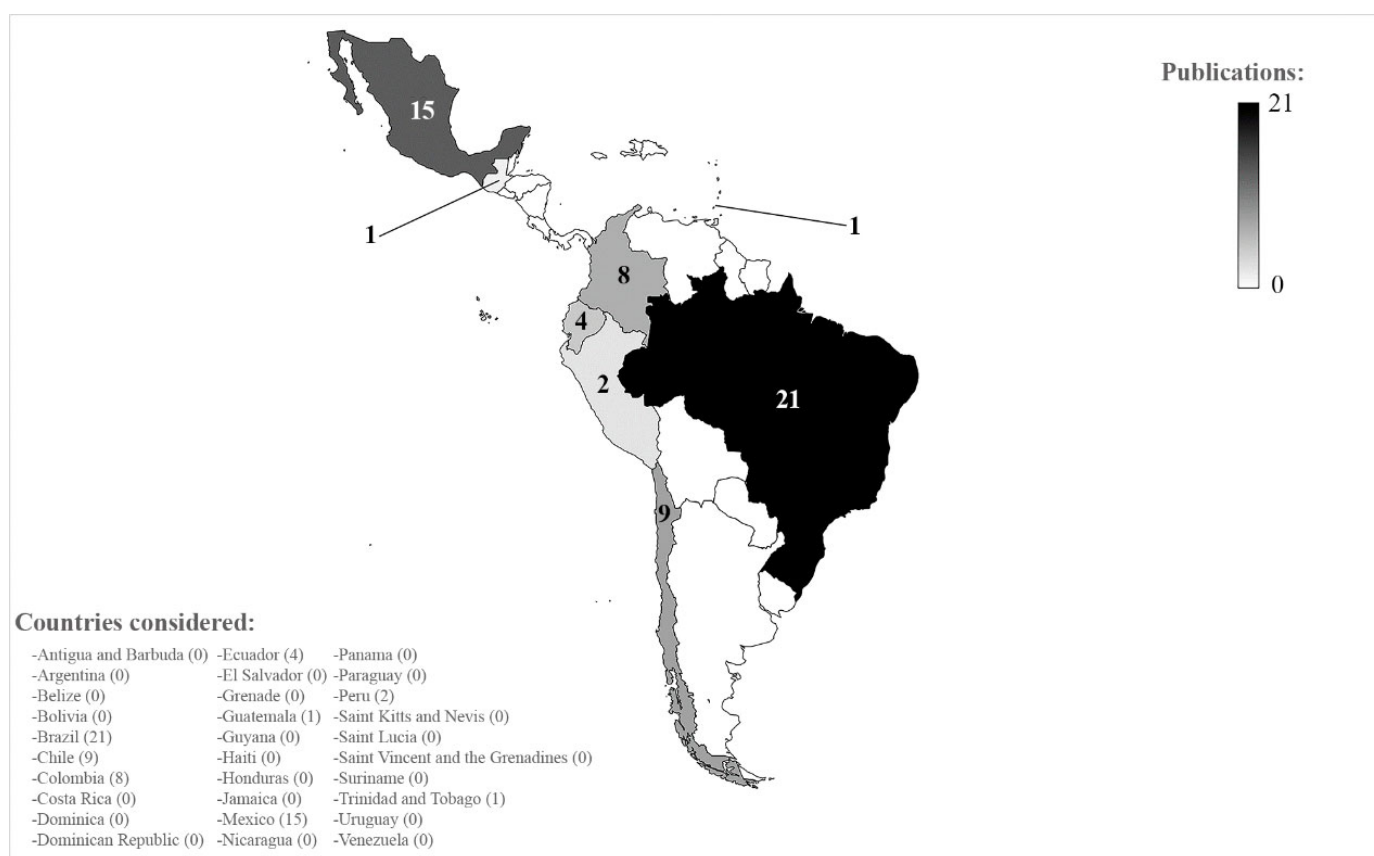 Publications:
21
0
15
1
1
8
4
2
21
9
Countries considered:
-Antigua and Barbuda (0)
-Argentina (0)
-Belize (0)
-Bolivia (0)
-Brazil (21)
-Chile (9)
-Colombia (8)
-Costa Rica (0)
-Dominica (0)
-Dominican Republic (0)
-Ecuador (4)
-El Salvador (0)
-Grenade (0)
-Guatemala (1)
-Guyana (0)
-Haiti (0)
-Honduras (0)
-Jamaica (0)
-Mexico (15)
-Nicaragua (0)
-Panama (0)
-Paraguay (0)
-Peru (2)
-Saint Kitts and Nevis (0)
-Saint Lucia (0)
-Saint Vincent and the Grenadines (0)
-Suriname (0)
-Trinidad and Tobago (1)
-Uruguay (0)
-Venezuela (0)